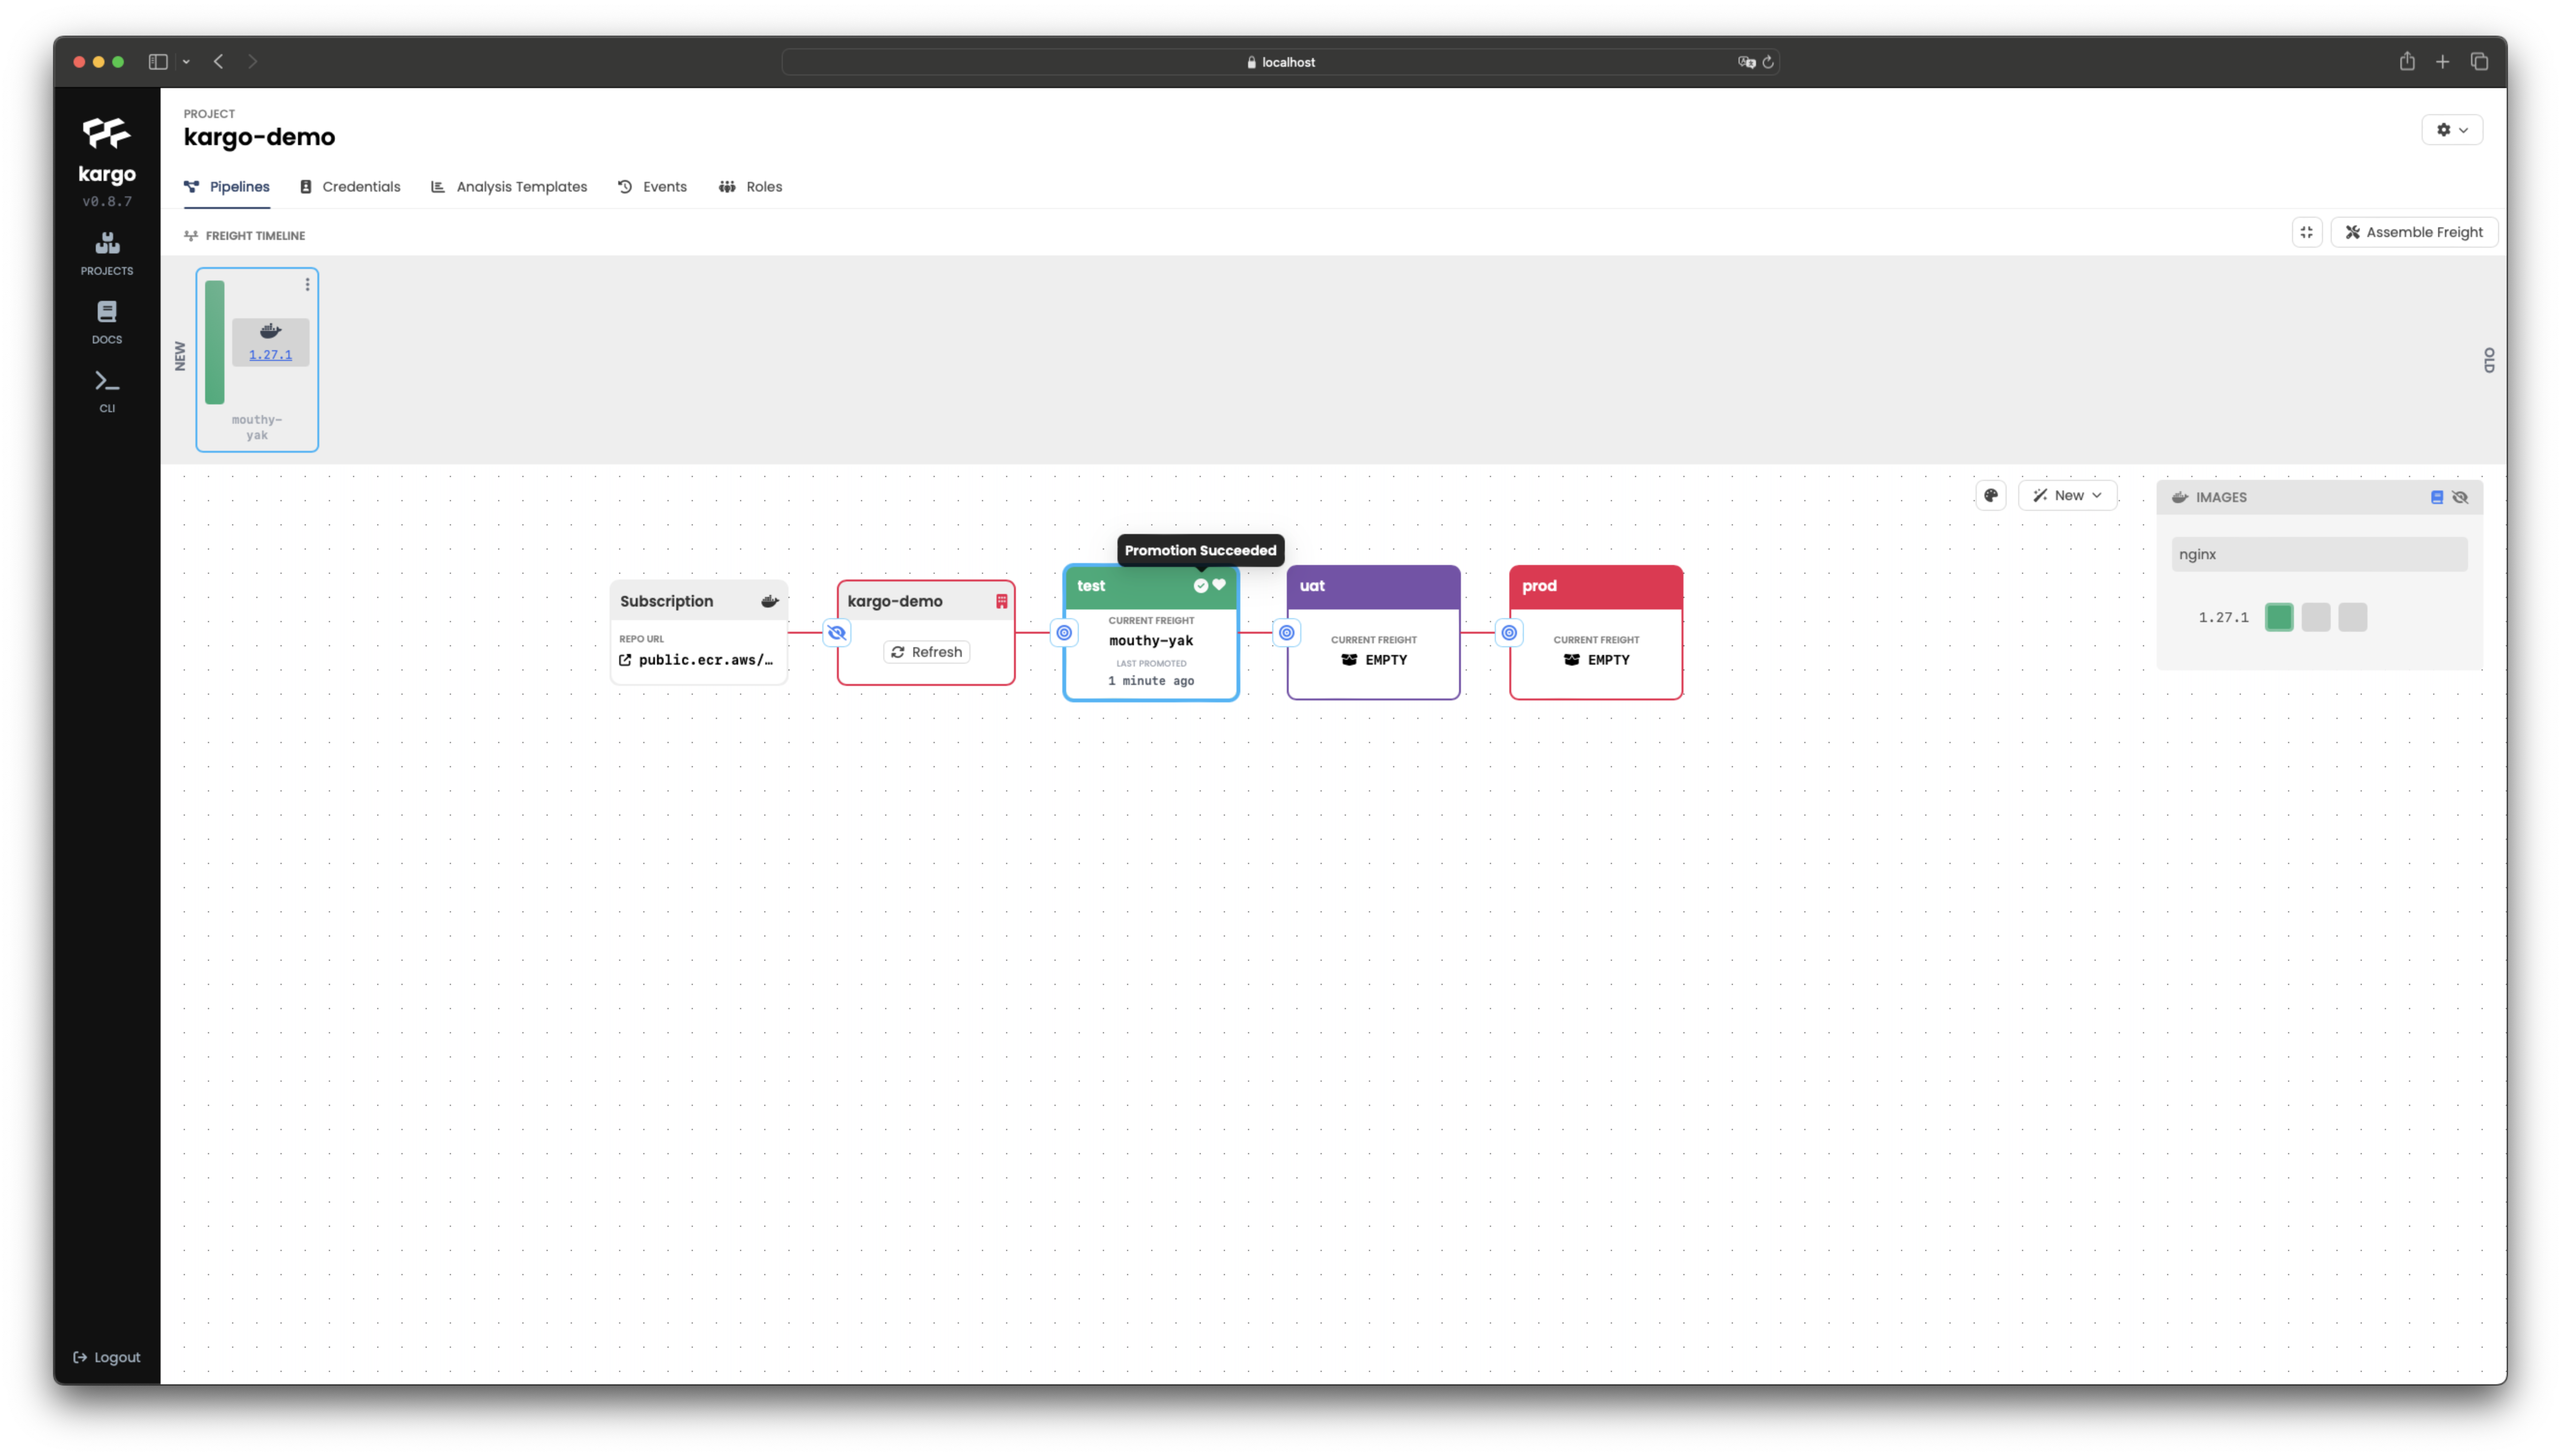 localhost
kargo
v0.8.7
PROJECTS
DOCS
CLI
Logout
PROJECT
kargo-demo
Pipelines
Credentials
Analysis Templates
Events
Roles
FREIGHT TIMELINE
Assemble Freight
NEW
1.27.1
mouthy-
yak
OLD
New
IMAGES
nginx
1.27.1
Promotion Succeeded
Subscription
REPO URL
public.ecr.aws/…
kargo-demo
Refresh
test
CURRENT FREIGHT
mouthy-yak
LAST PROMOTED
1 minute ago
uat
CURRENT FREIGHT
EMPTY
prod
CURRENT FREIGHT
EMPTY